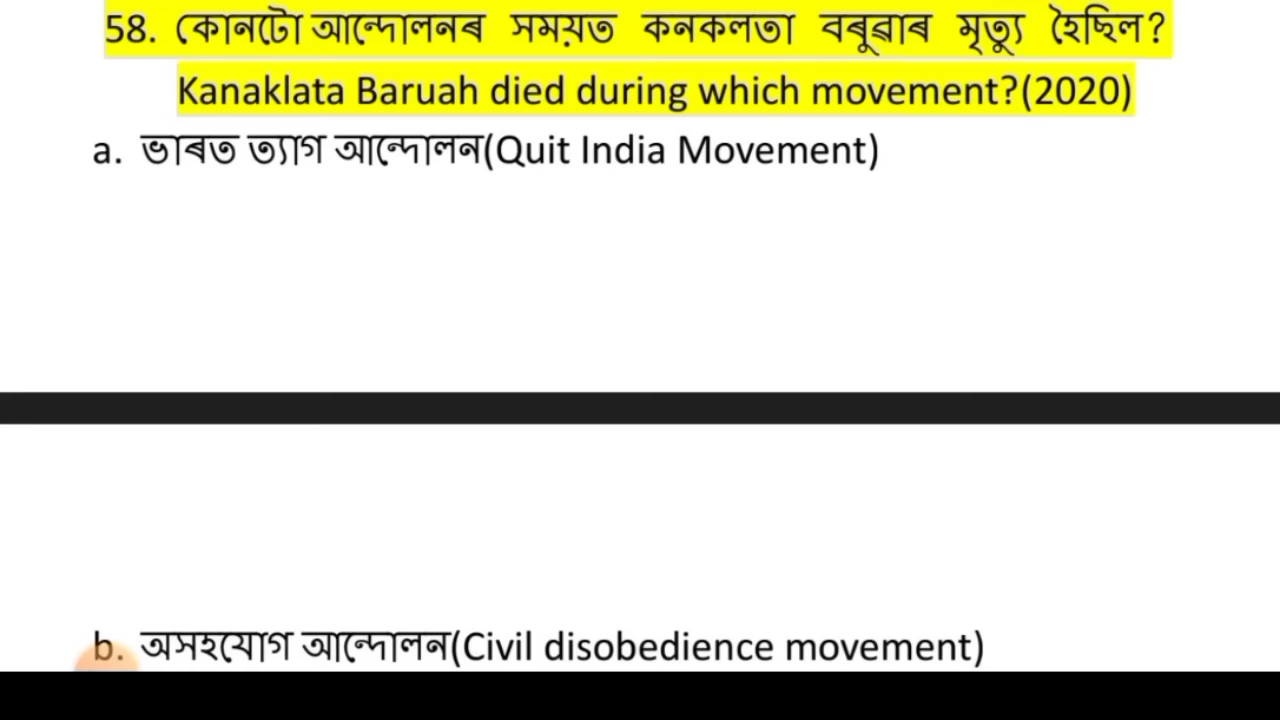 58. কোনটো আন্দোলনৰ সময়ত কনকলতা বৰুৱাৰ মৃত্যু হৈছিল?
Kanaklata Baruah died during which movement?(2020)
a. ভাৰত ত্যাগ আন্দোলন(Quit India Movement)
b. অসহযোগ আন্দোলন(Civil disobedience movement)